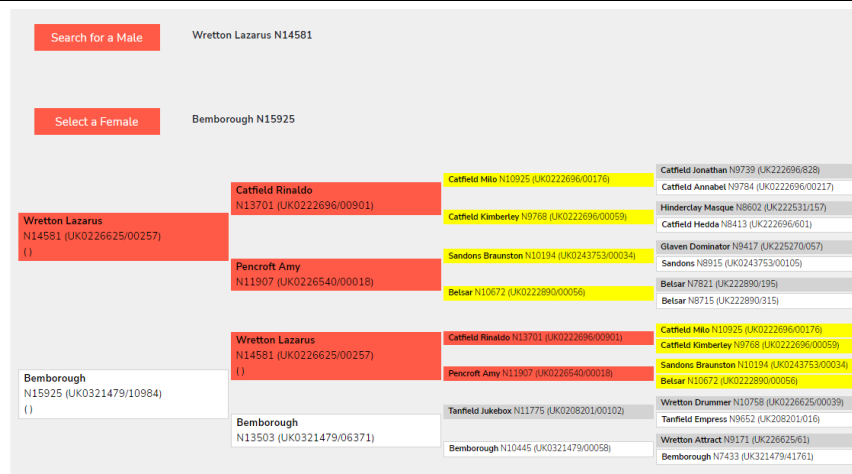 Search for a Male
Wretton Lazarus N14581
Select a Female
Bemborough N15925
Wretton Lazarus
N14581 (UK0226625/00257)
( )
Catfield Rinaldo
N13701 (UK0222696/00901)
Pencroft Amy
N11907 (UK0226540/00018)
Catfield Milo N10925 (UK0222696/00176)
Catfield Kimberley N9768 (UK0222696/00059)
Sandons Braunston N10194 (UK0243753/00034)
Belsar N10672 (UK0222890/00056)
Catfield Jonathan N9739 (UK222696/828)
Catfield Annabel N9784 (UK0222696/00217)
Hinderclay Masque N8602 (UK222531/157)
Catfield Hedda N8413 (UK222696/601)
Glaven Dominator N9417 (UK225270/057)
Sandons N8915 (UK0243753/00105)
Belsar N7821 (UK222890/195)
Belsar N8715 (UK222890/315)
Bemborough
N15925 (UK0321479/10984)
( )
Wretton Lazarus
N14581 (UK0226625/00257)
( )
Bemborough
N13503 (UK0321479/06371)
Catfield Rinaldo N13701 (UK0222696/00901)
Pencroft Amy N11907 (UK0226540/00018)
Tanfield Jukebox N11775 (UK0208201/00102)
Bemborough N10445 (UK0321479/00058)
Catfield Milo N10925 (UK0222696/00176)
Catfield Kimberley N9768 (UK0222696/00059)
Sandons Braunston N10194 (UK0243753/00034)
Belsar N10672 (UK0222890/00056)
Wretton Drummer N10758 (UK0226625/00039)
Tanfield Empress N9652 (UK208201/016)
Wretton Attract N9171 (UK226625/61)
Bemborough N7433 (UK321479/41761)